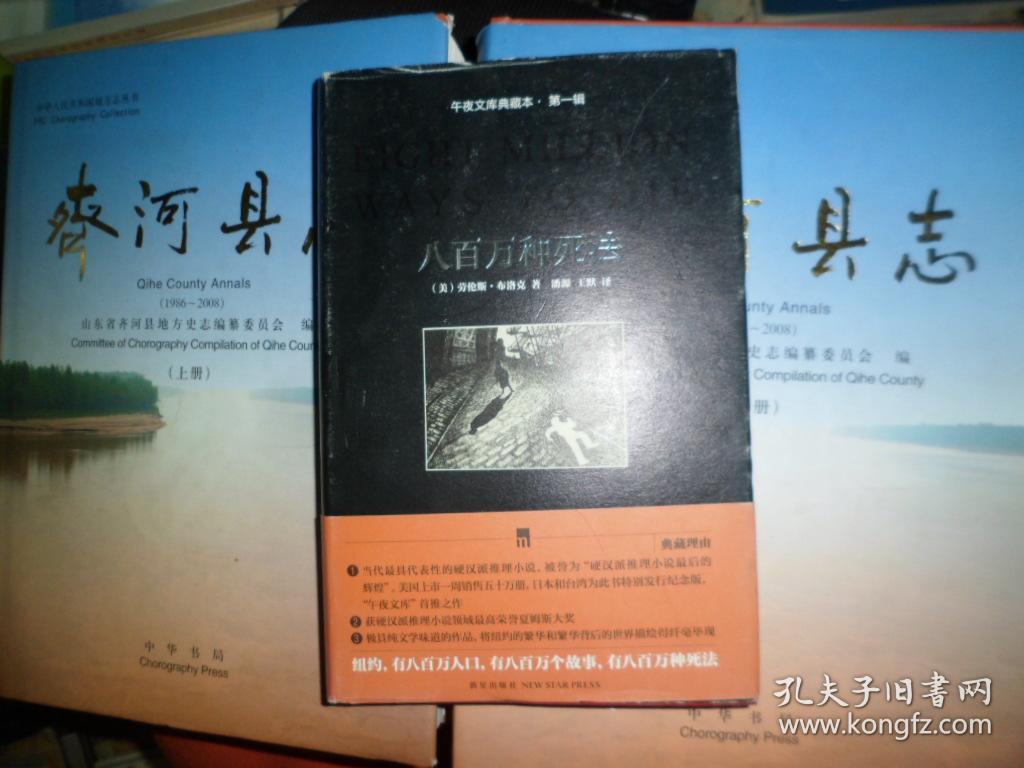 中华人民共和国地方志丛书
PRC Chorography Collection
齊河县
Qihe County Annals
(1986～2008)
山东省齐河县地方史志编纂委员会 编
Committee of Chorography Compilation of Qihe Coun
(上册)
中华书局
Chorography Press
午夜文库典藏本·第一辑
EIGHT MILLION
WAYS TO DIE
八百万种死法
(美)劳伦斯·布洛克 著 潘源 王默 译
典藏理由
❶ 当代最具代表性的硬汉派推理小说，被誉为“硬汉派推理小说最后的
辉煌”，美国上市一周销售五十万册，日本和台湾为此书特别发行纪念版。
“午夜文库”首推之作
❷ 获硬汉派推理小说领域最高荣誉夏姆斯大奖
❸ 极具纯文学味道的作品，将纽约的繁华和繁华背后的世界描绘得纤毫毕现
纽约，有八百万人口，有八百万个故事，有八百万种死法
新星出版社 NEW STAR PRESS
县志
nty Annals
～2008)
史志编纂委员会 编
Compilation of Qihe County
册)
中华书
Chorography Press
孔夫子旧书网
www.kongfz.com